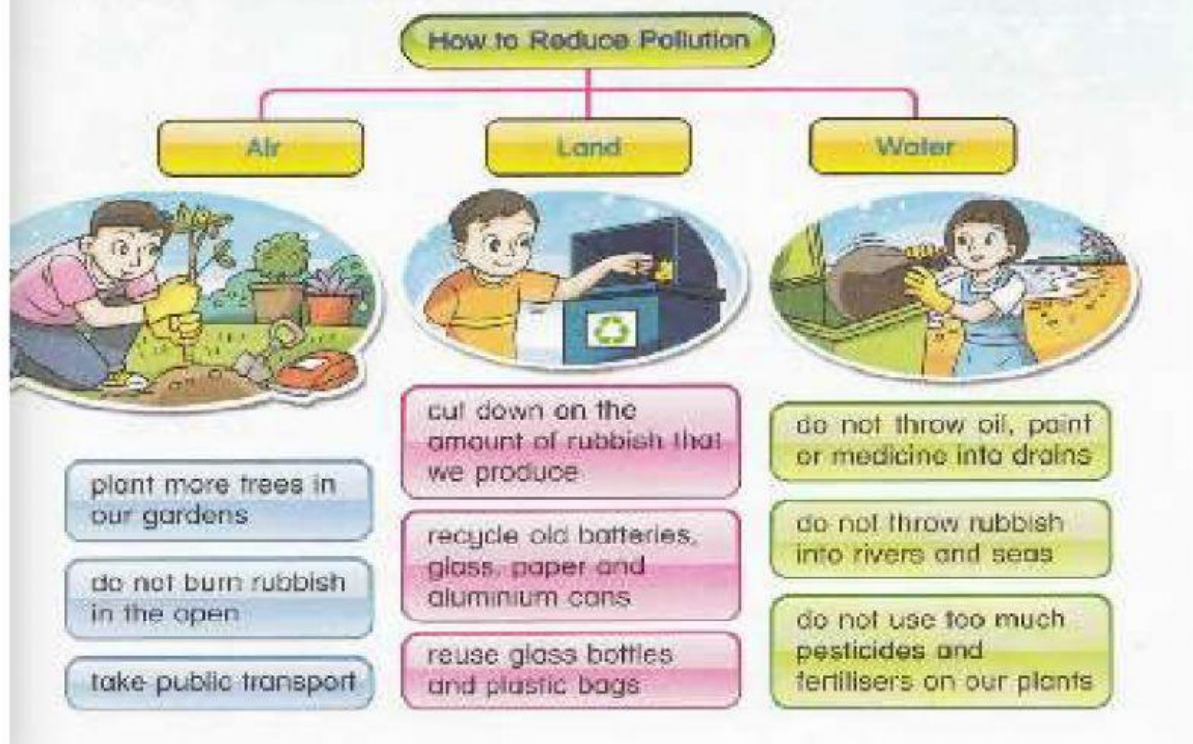 How to Reduce Pollution
Air
Land
Water
plant more trees in
our gardens
do not burn rubbish
in the open
take public transport
cut down on the
amount of rubbish that
we produce
recycle old batteries,
glass, paper and
aluminium cans
reuse glass bottles
and plastic bags
do not throw oil, paint
or medicine into drains
do not throw rubbish
into rivers and seas
do not use too much
pesticides and
fertilisers on our plants